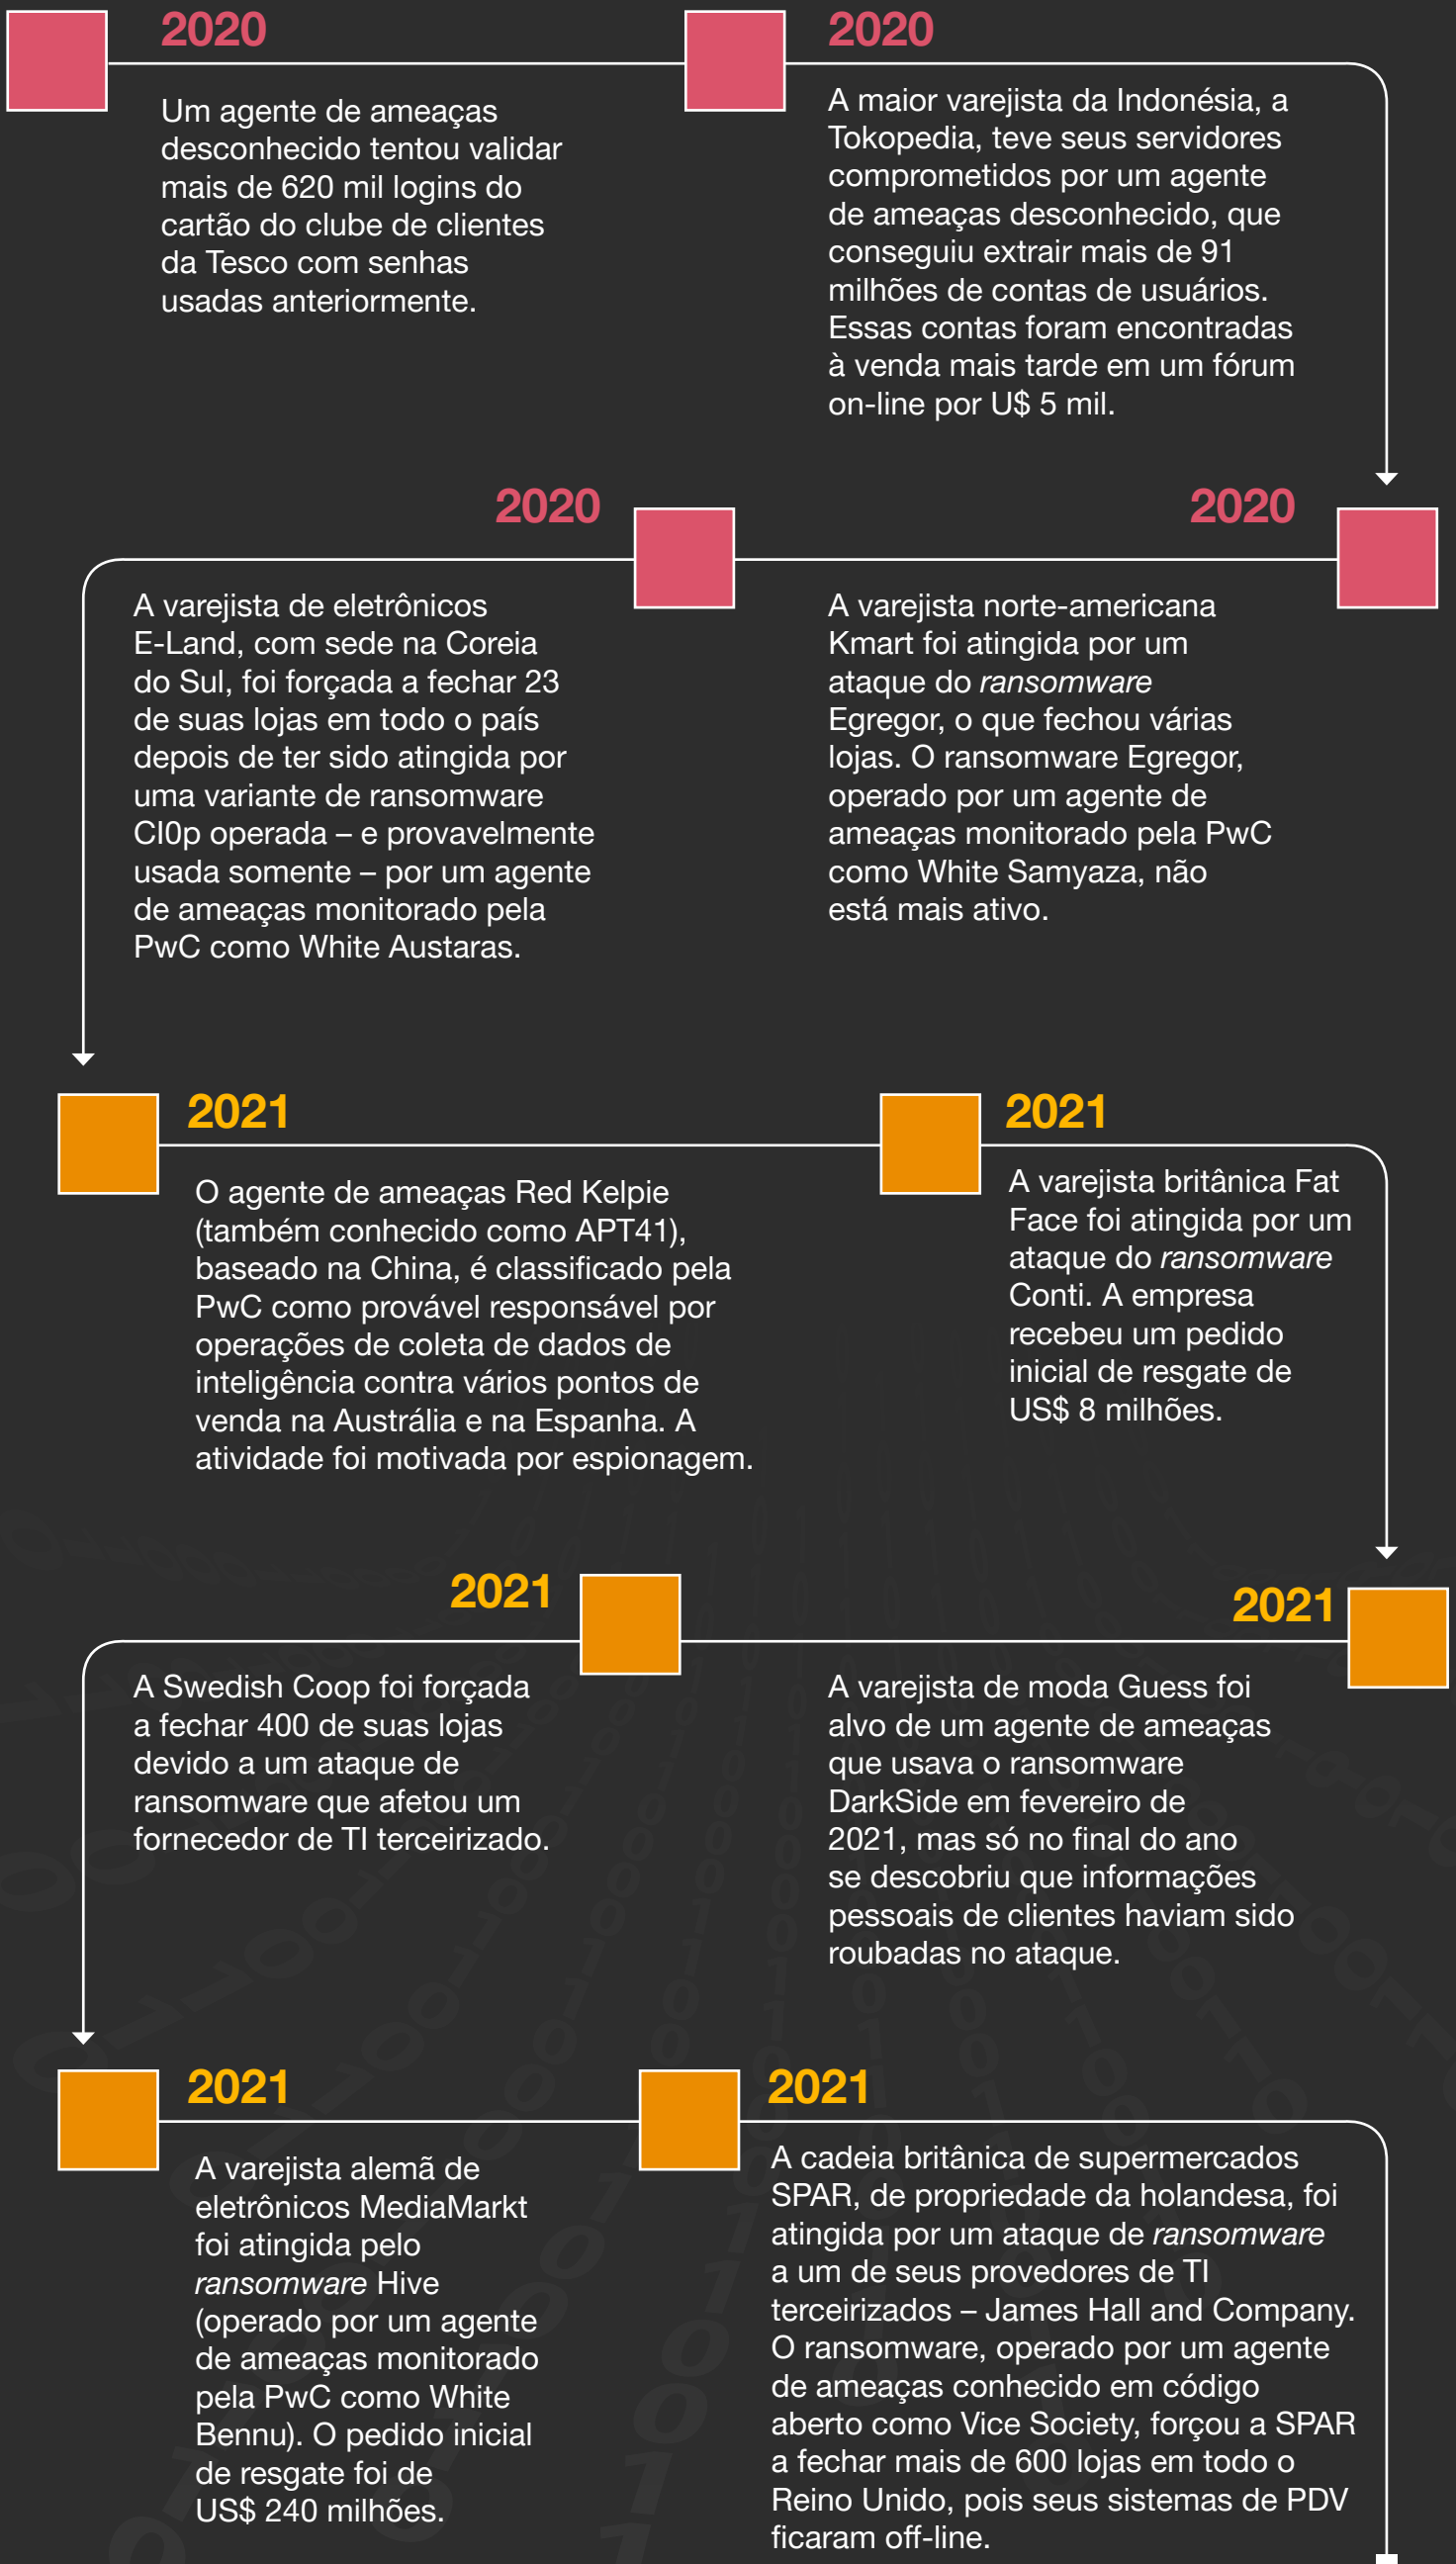 2020
Um agente de ameaças
desconhecido tentou validar
mais de 620 mil logins do
cartão do clube de clientes
da Tesco com senhas
usadas anteriormente.
2020
A maior varejista da Indonésia, a
Tokopedia, teve seus servidores
comprometidos por um agente
de ameaças desconhecido, que
conseguiu extrair mais de 91
milhões de contas de usuários.
Essas contas foram encontradas
à venda mais tarde em um fórum
on-line por U$ 5 mil.
2020
A varejista norte-americana
Kmart foi atingida por um
ataque do ransomware
Egregor, o que fechou várias
lojas. O ransomware Egregor,
operado por um agente de
ameaças monitorado pela PwC
como White Samyaza, não
está mais ativo.
2020
A varejista de eletrônicos
E-Land, com sede na Coreia
do Sul, foi forçada a fechar 23
de suas lojas em todo o país
depois de ter sido atingida por
uma variante de ransomware
Cl0p operada – e provavelmente
usada somente – por um agente
de ameaças monitorado pela
PwC como White Austaras.
2021
O agente de ameaças Red Kelpie
(também conhecido como APT41),
baseado na China, é classificado pela
PwC como provável responsável por
operações de coleta de dados de
inteligência contra vários pontos de
venda na Austrália e na Espanha. A
atividade foi motivada por espionagem.
2021
A varejista britânica Fat
Face foi atingida por um
ataque do ransomware
Conti. A empresa
recebeu um pedido
inicial de resgate de
US$ 8 milhões.
2021
A varejista de moda Guess foi
alvo de um agente de ameaças
que usava o ransomware
DarkSide em fevereiro de
2021, mas só no final do ano
se descobriu que informações
pessoais de clientes haviam sido
roubadas no ataque.
2021
A Swedish Coop foi forçada
a fechar 400 de suas lojas
devido a um ataque de
ransomware que afetou um
fornecedor de TI terceirizado.
2021
A varejista alemã de
eletrônicos MediaMarkt
foi atingida pelo
ransomware Hive
(operado por um agente
de ameaças monitorado
pela PwC como White
Bennu). O pedido inicial
de resgate foi de
US$ 240 milhões.
2021
A cadeia britânica de supermercados
SPAR, de propriedade da holandesa, foi
atingida por um ataque de ransomware
a um de seus provedores de TI
terceirizados – James Hall and Company.
O ransomware, operado por um agente
de ameaças conhecido em código
aberto como Vice Society, forçou a SPAR
a fechar mais de 600 lojas em todo o
Reino Unido, pois seus sistemas de PDV
ficaram off-line.